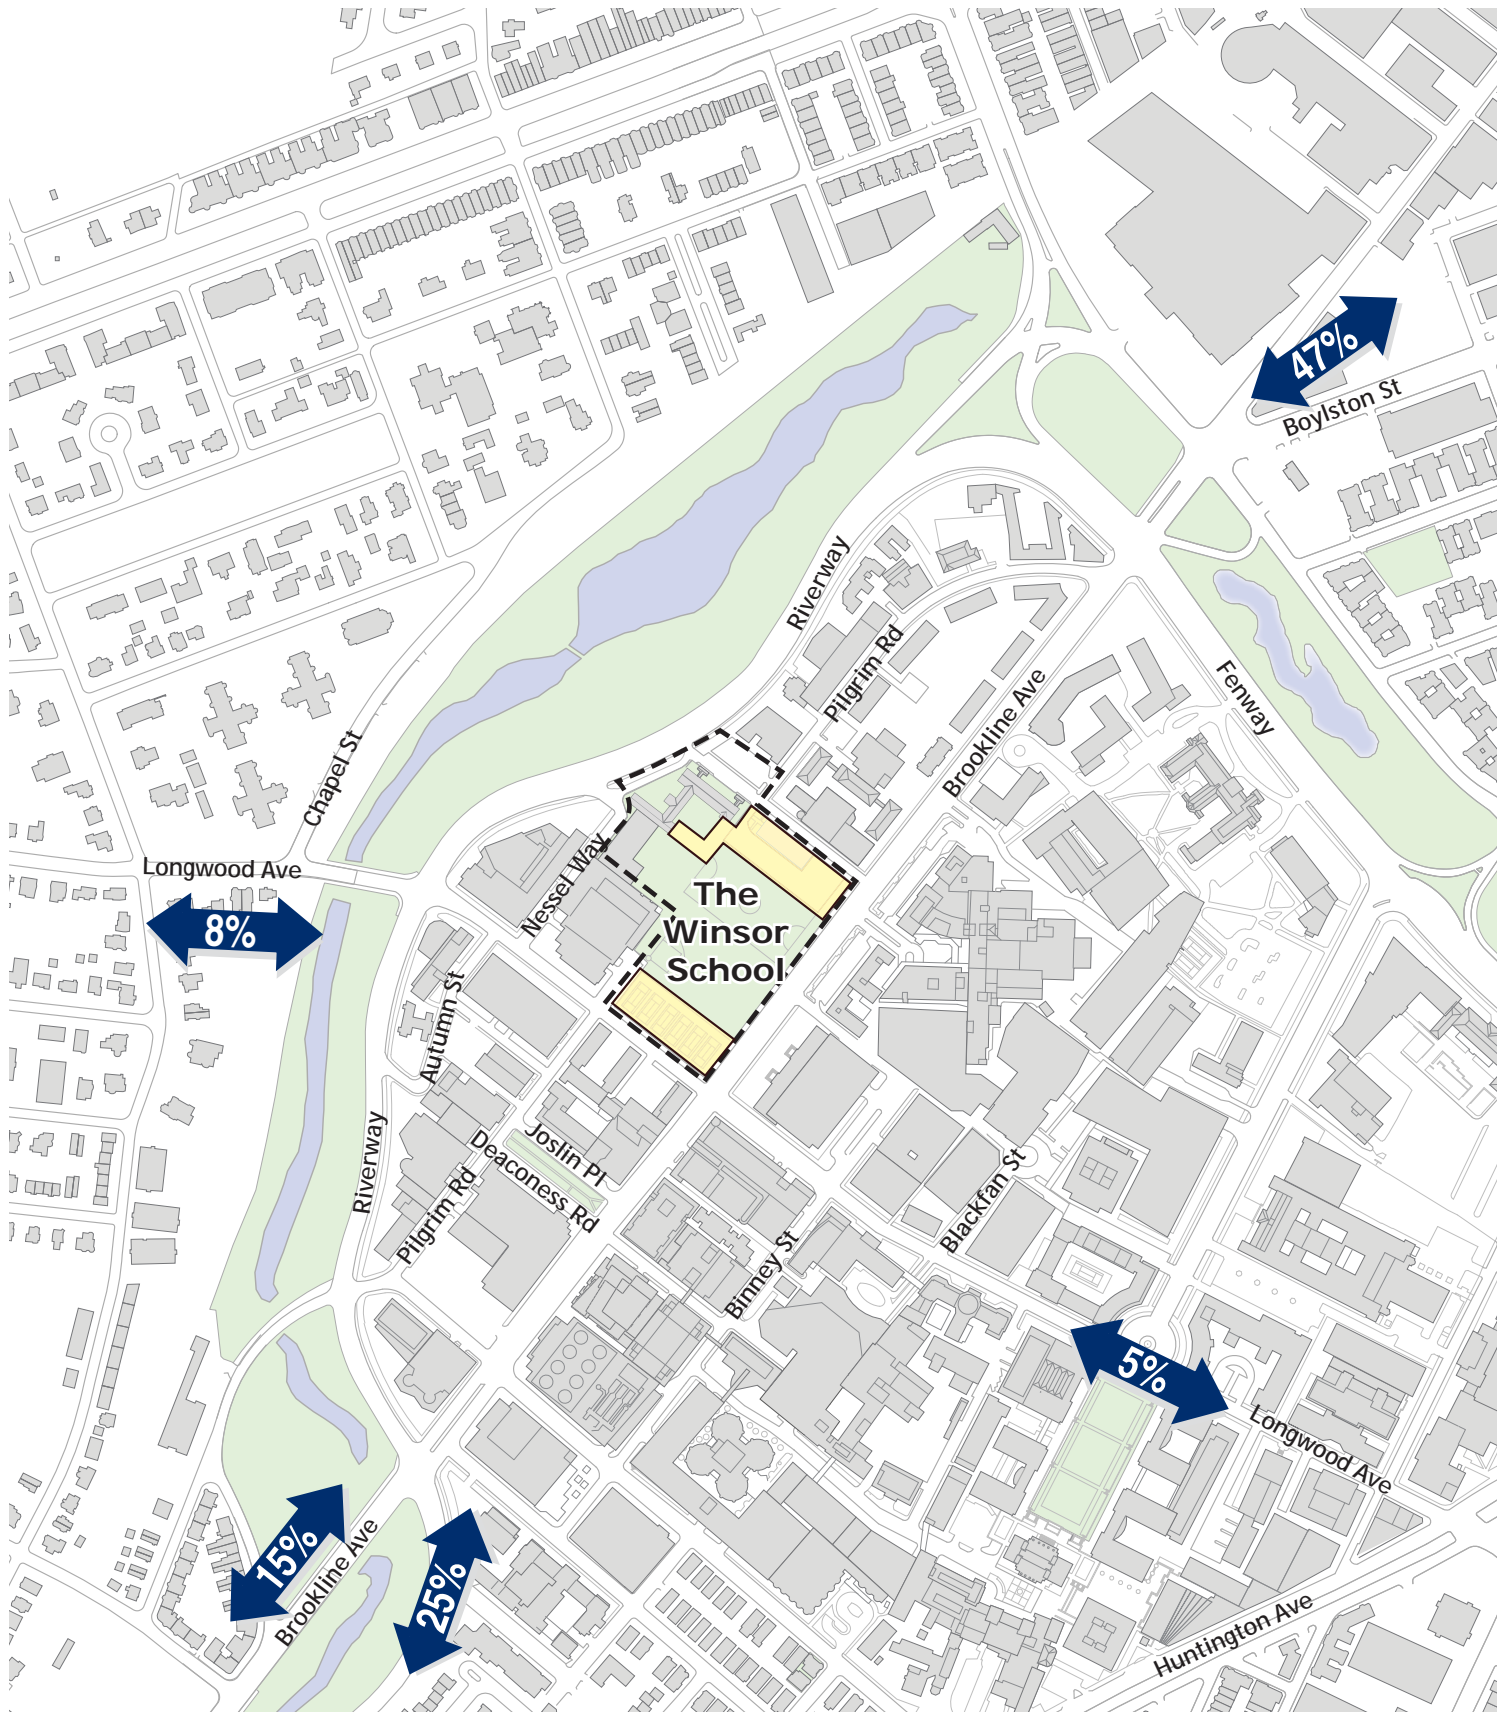 47%
Boylston St
Riverway
Pilgrim Rd
Fenway
Brookline Ave
Chapel St
Longwood Ave
Nessel Way
The
Winsor
School
8%
Autumn St
Riverway
Joslin Pl
Deaconess Rd
Pilgrim Rd
Blackfan St
Binney St
5%
Longwood Ave
15%
Brookline Ave
25%
Huntington Ave